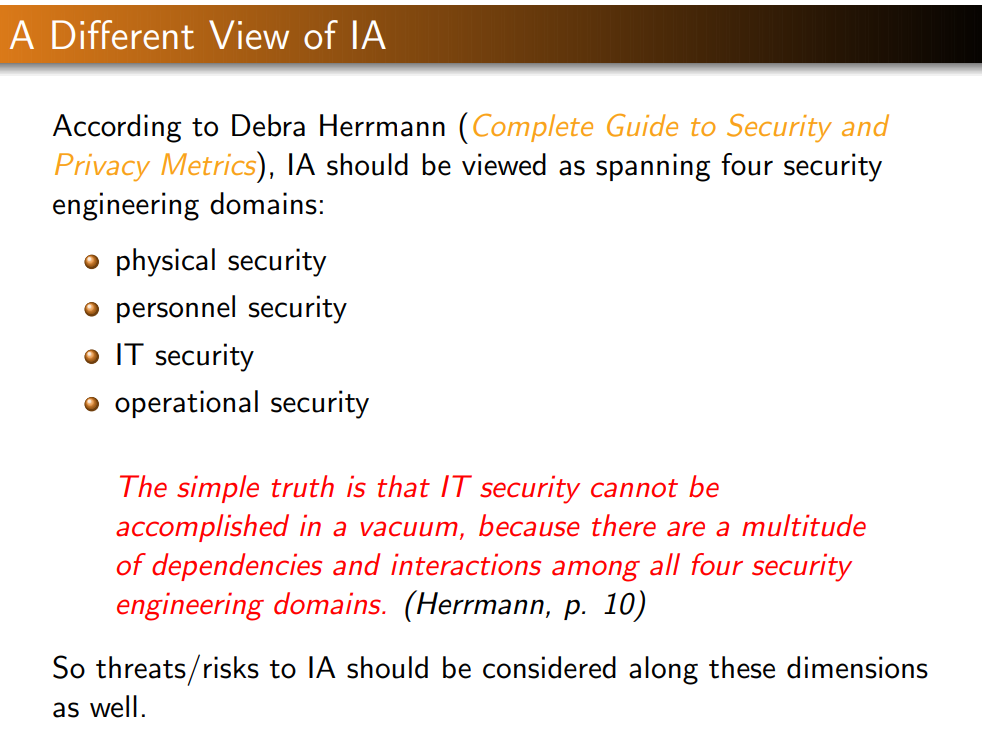 A Different View of IA
According to Debra Herrmann (Complete Guide to Security and
Privacy Metrics), IA should be viewed as spanning four security
engineering domains:
physical security
personnel security
IT security
operational security
The simple truth is that IT security cannot be
accomplished in a vacuum, because there are a multitude
of dependencies and interactions among all four security
engineering domains. (Herrmann, p. 10)
So threats/risks to IA should be considered along these dimensions
as well.